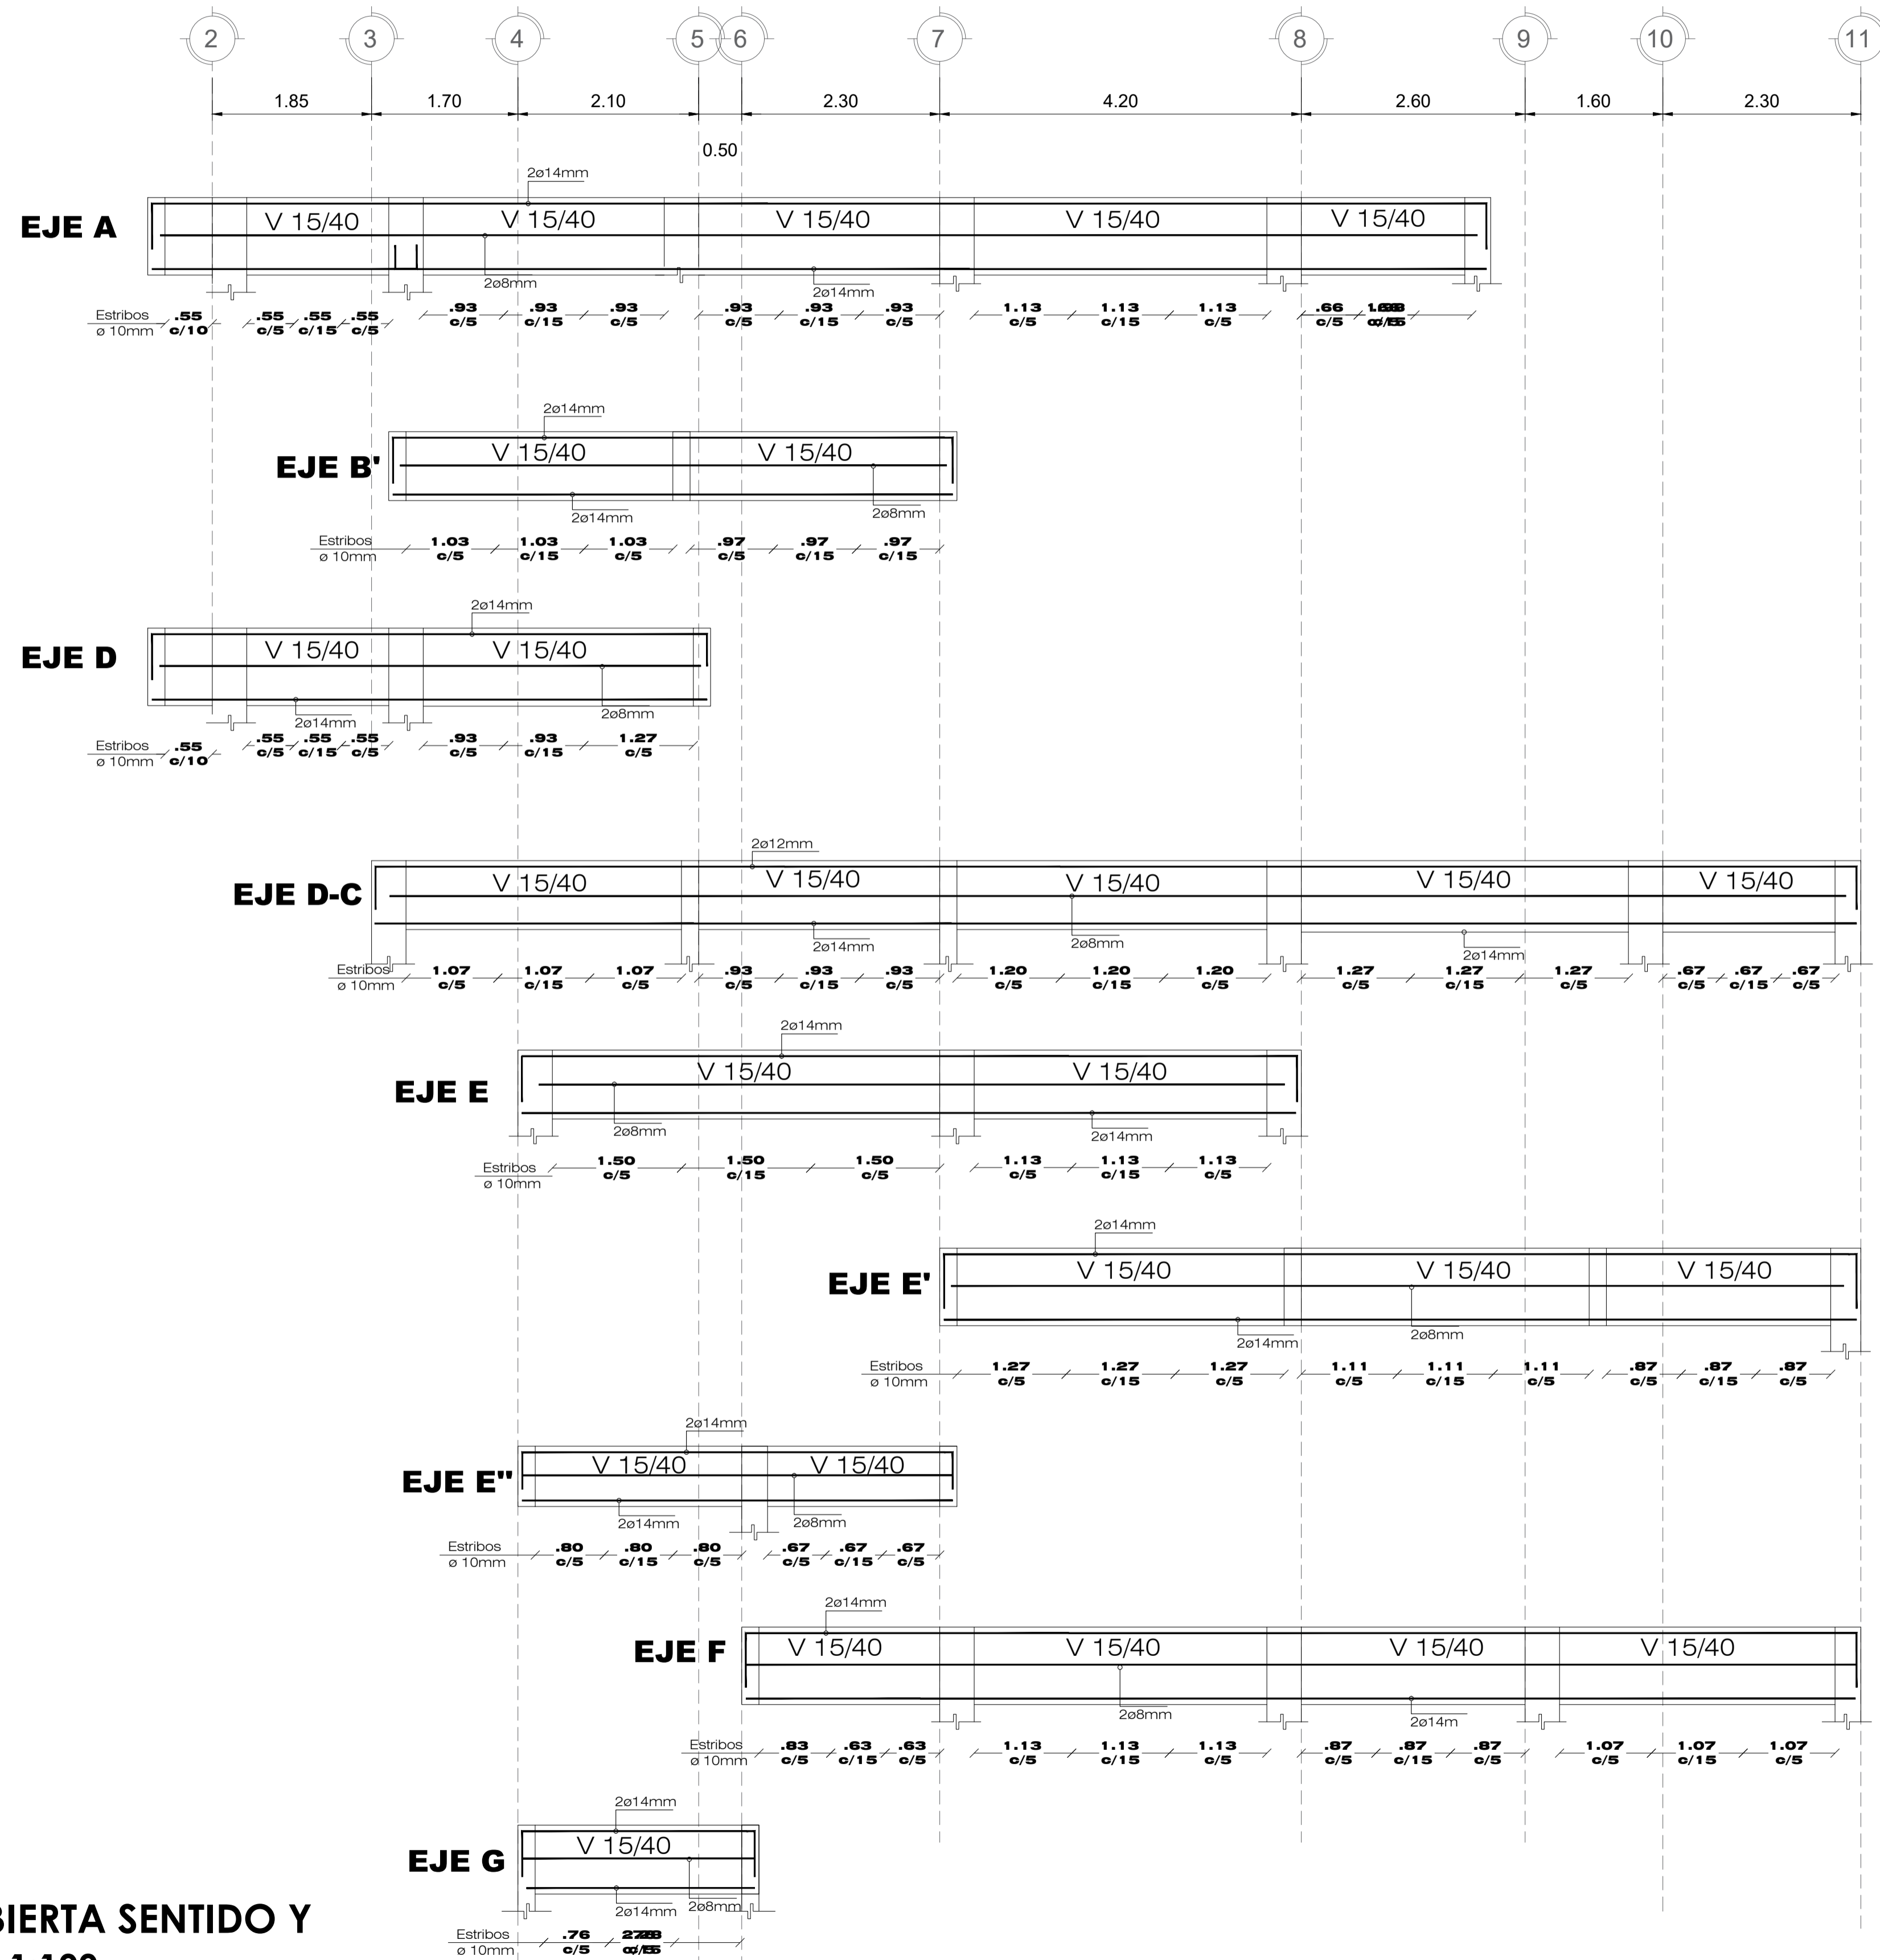 2 3 4 5 6 7 8 9 10 11
1.85 1.70 2.10 2.30 4.20 2.60 1.60 2.30
0.50
2ø14mm
EJE A V 15/40 V 15/40 V 15/40 V 15/40 V 15/40
2ø8mm 2ø14mm
Estribos .55 .55 .55 .55 .93 .93 .93 .93 .93 .93 1.13 1.13 1.13 .66
ø 10mm c/10 c/5 c/15 c/5 c/5 c/15 c/5 c/5 c/15 c/5 c/5 c/15 c/5 c/5
2ø14mm
EJE B' V 15/40 V 15/40
2ø14mm 2ø8mm
Estribos 1.03 1.03 1.03 .97 .97 .97
ø 10mm c/5 c/15 c/5 c/5 c/15 c/15
2ø14mm
EJE D V 15/40 V 15/40
2ø14mm 2ø8mm
Estribos .55 .55 .55 .55 .93 .93 1.27
ø 10mm c/10 c/5 c/15 c/5 c/5 c/15 c/5
2ø12mm
EJE D-C V 15/40 V 15/40 V 15/40 V 15/40 V 15/40
2ø14mm 2ø8mm 2ø14mm
Estribos 1.07 1.07 1.07 .93 .93 .93 1.20 1.20 1.20 1.27 1.27 1.27 .67 .67 .67
ø 10mm c/5 c/15 c/5 c/5 c/15 c/5 c/5 c/15 c/5 c/5 c/15 c/5 c/5 c/15 c/5
2ø14mm
EJE E V 15/40 V 15/40
2ø8mm 2ø14mm
Estribos 1.50 1.50 1.50 1.13 1.13 1.13
ø 10mm c/5 c/15 c/5 c/5 c/15 c/5
2ø14mm
EJE E' V 15/40 V 15/40 V 15/40
2ø14mm 2ø8mm
Estribos 1.27 1.27 1.27 1.11 1.11 1.11 .87 .87 .87
ø 10mm c/5 c/15 c/5 c/5 c/15 c/5 c/5 c/15 c/5
2ø14mm
EJE E" V 15/40 V 15/40
2ø14mm 2ø8mm
Estribos .80 .80 .80 .67 .67 .67
ø 10mm c/5 c/15 c/5 c/5 c/15 c/5
2ø14mm
EJE F V 15/40 V 15/40 V 15/40 V 15/40
2ø8mm 2ø14m
Estribos .83 .63 .63 1.13 1.13 1.13 .87 .87 .87 1.07 1.07 1.07
ø 10mm c/5 c/15 c/5 c/5 c/15 c/5 c/5 c/15 c/5 c/5 c/15 c/5
2ø14mm
EJE G V 15/40
2ø14mm 2ø8mm
Estribos .76
ø 10mm c/5
BIERTA SENTIDO Y